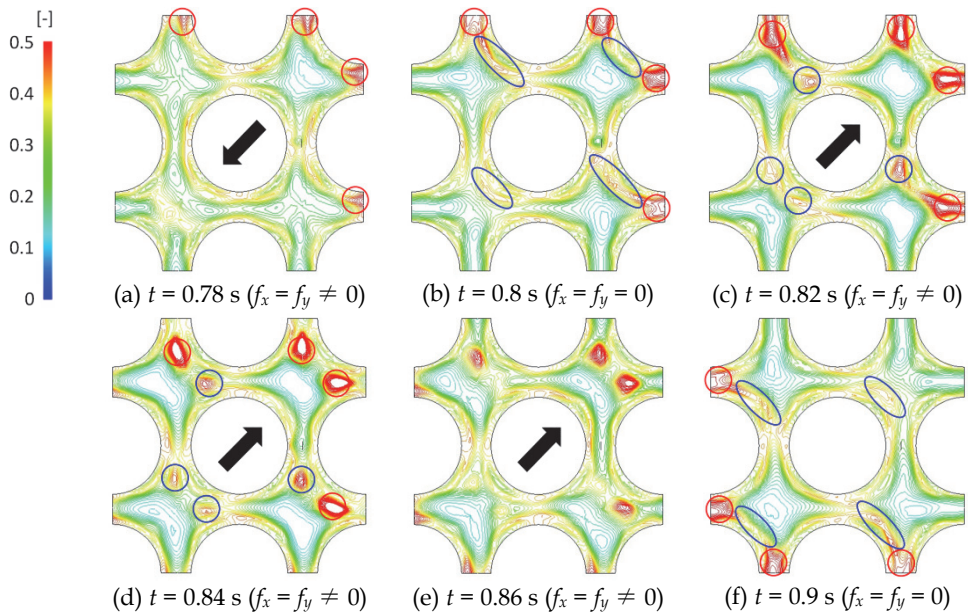 [-]
0.5
0.4
0.3
0.2
0.1
0
(a) t = 0.78 s (fx = fy ≠ 0)
(b) t = 0.8 s (fx = fy = 0)
(c) t = 0.82 s (fx = fy ≠ 0)
(d) t = 0.84 s (fx = fy ≠ 0)
(e) t = 0.86 s (fx = fy ≠ 0)
(f) t = 0.9 s (fx = fy = 0)